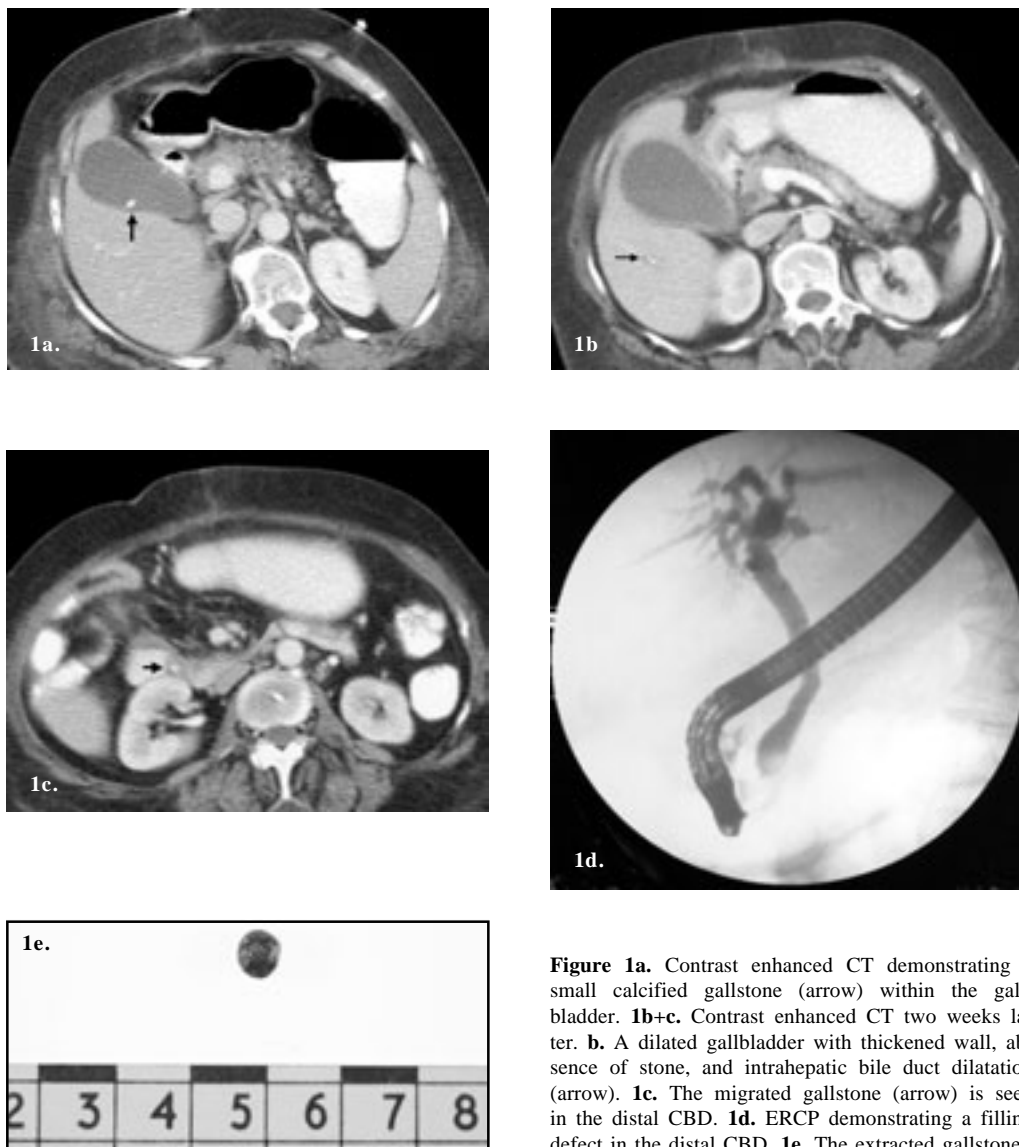 1a.
1b
1c.
1d.
1e.
2 3 4 5 6 7 8
Figure 1a. Contrast enhanced CT demonstrating
small calcified gallstone (arrow) within the gal
bladder. 1b+c. Contrast enhanced CT two weeks la
ter. b. A dilated gallbladder with thickened wall, ab
sence of stone, and intrahepatic bile duct dilatatio
(arrow). 1c. The migrated gallstone (arrow) is see
in the distal CBD. 1d. ERCP demonstrating a fillin
defect in the distal CBD. 1e. The extracted gallstone